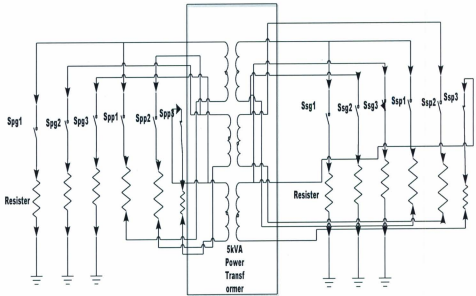 Spg1
Spg2
Spg3
Spp1
Spp2
Spp3
Ssg1
Ssg2
Ssg3
Ssp1
Ssp2
Ssp3
Resister
Resister
5kVA
Power
Transf
ormer